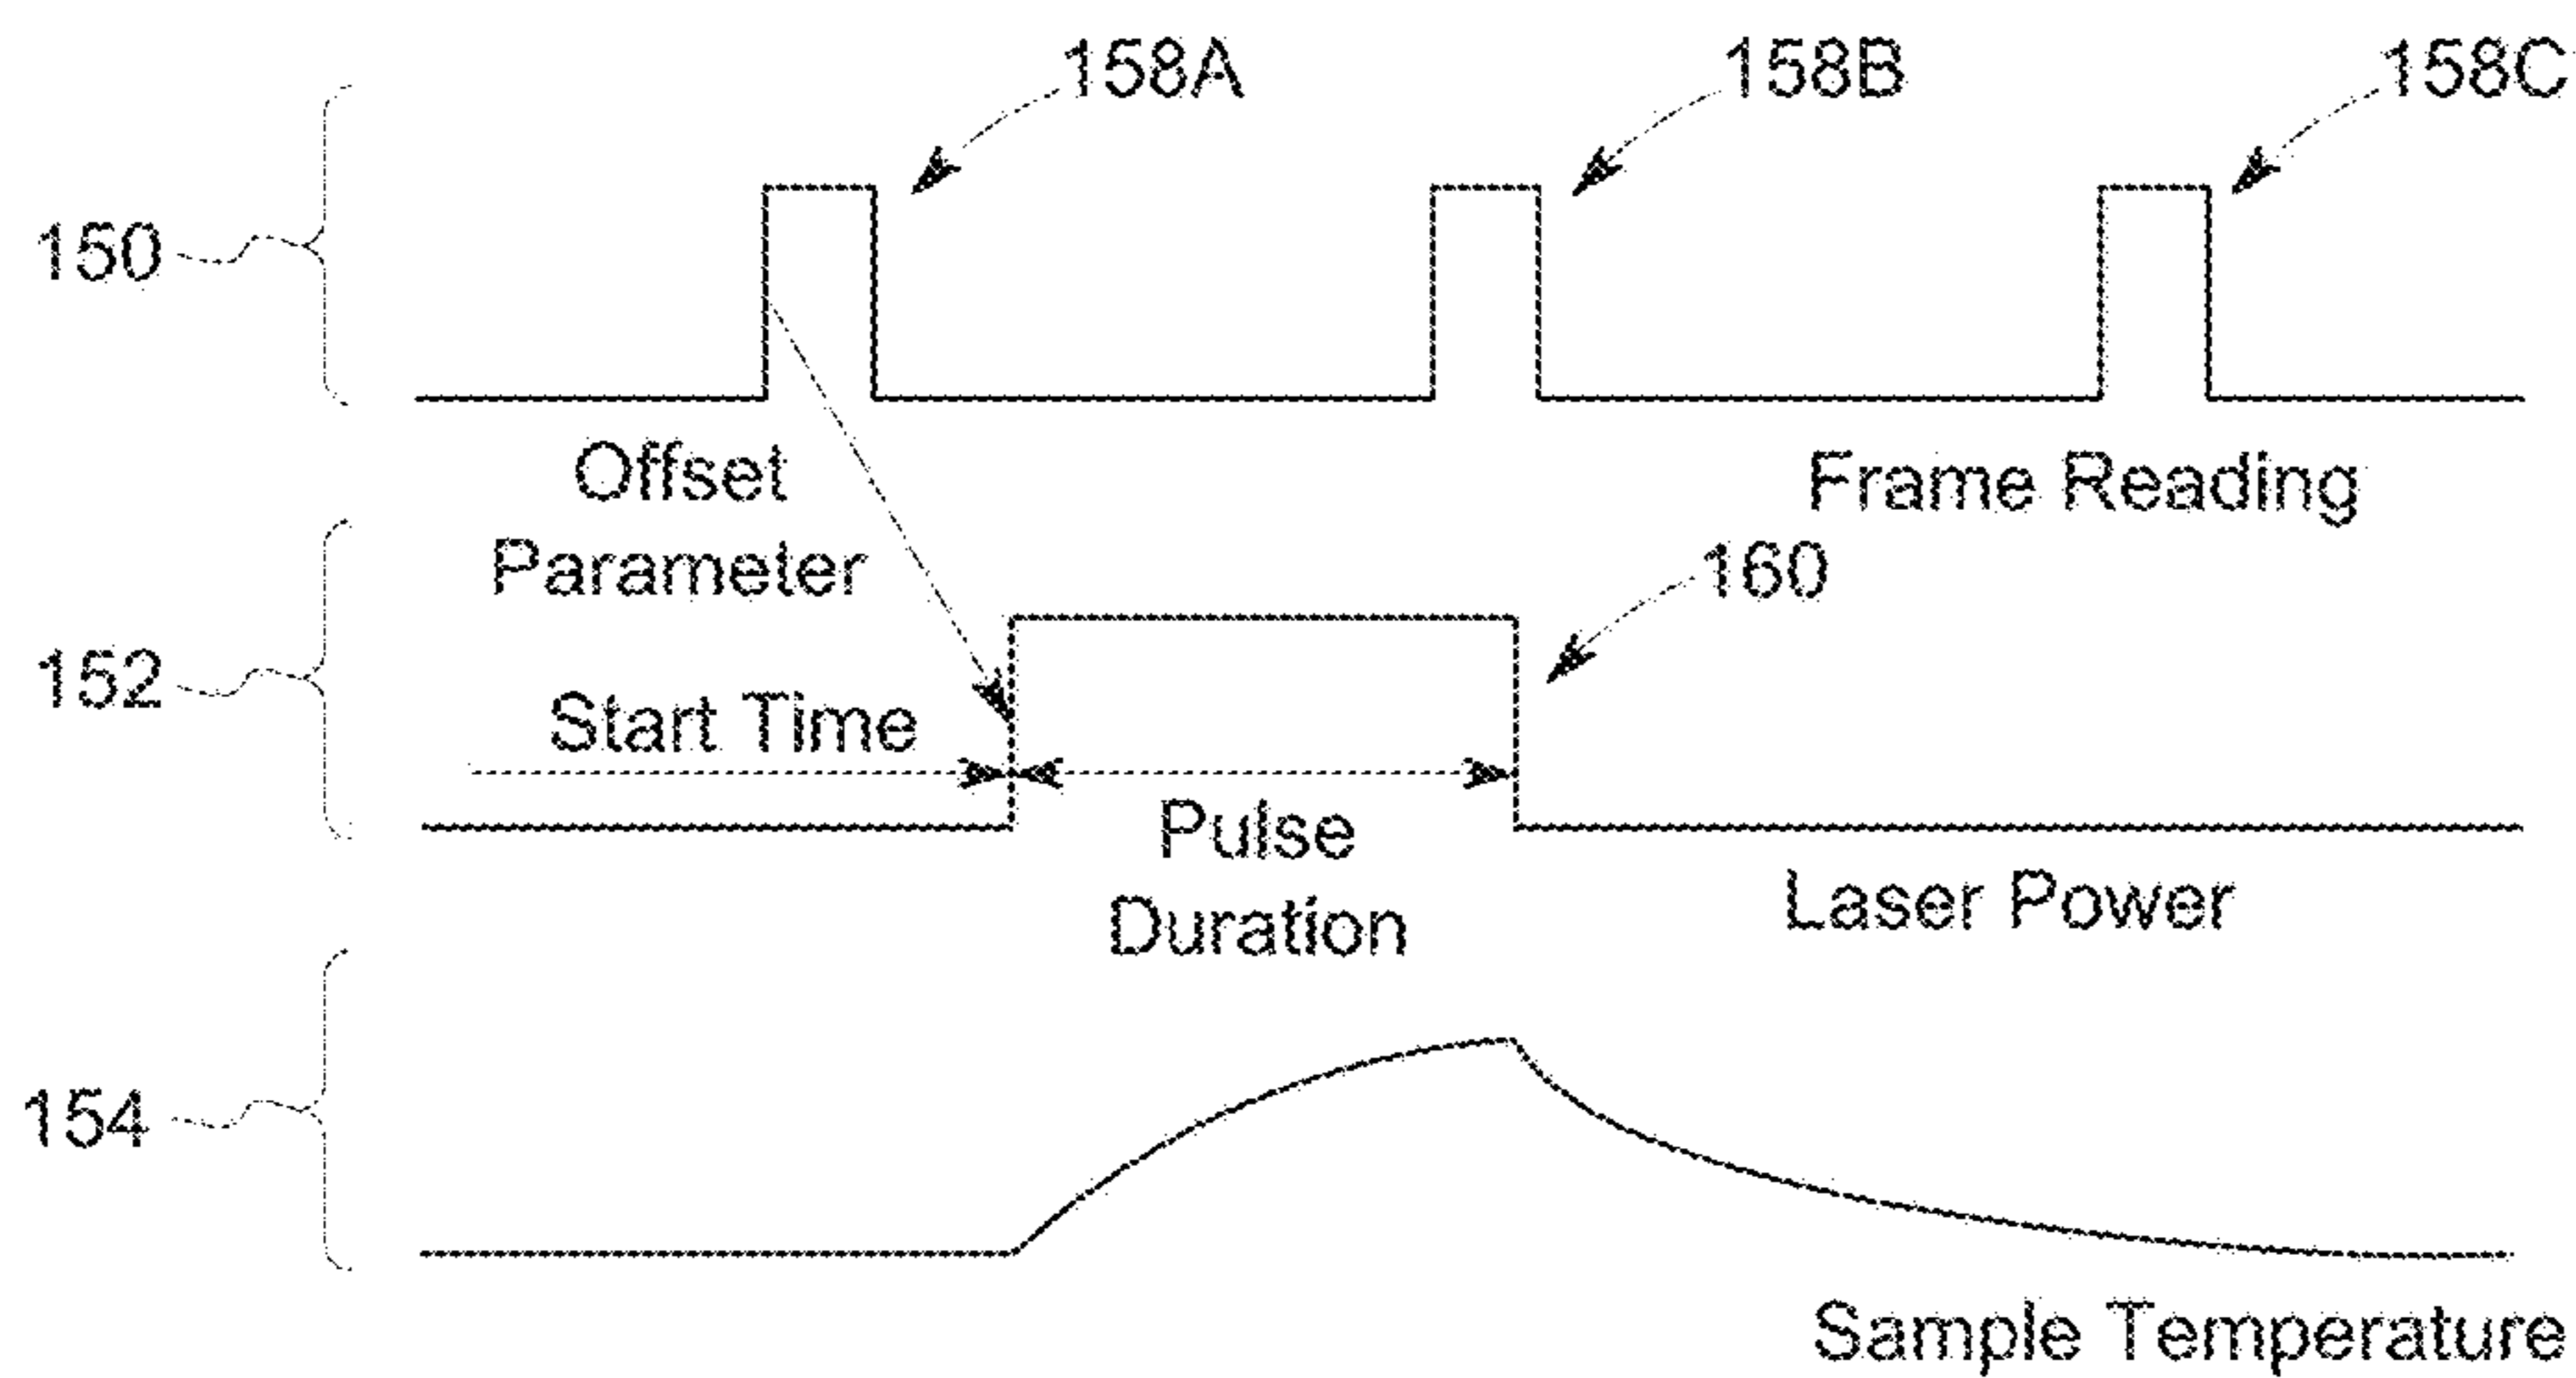 158A
158B
158C
150
Offset
Parameter
Frame Reading
160
152
Start Time
Pulse
Duration
Laser Power
154
Sample Temperature